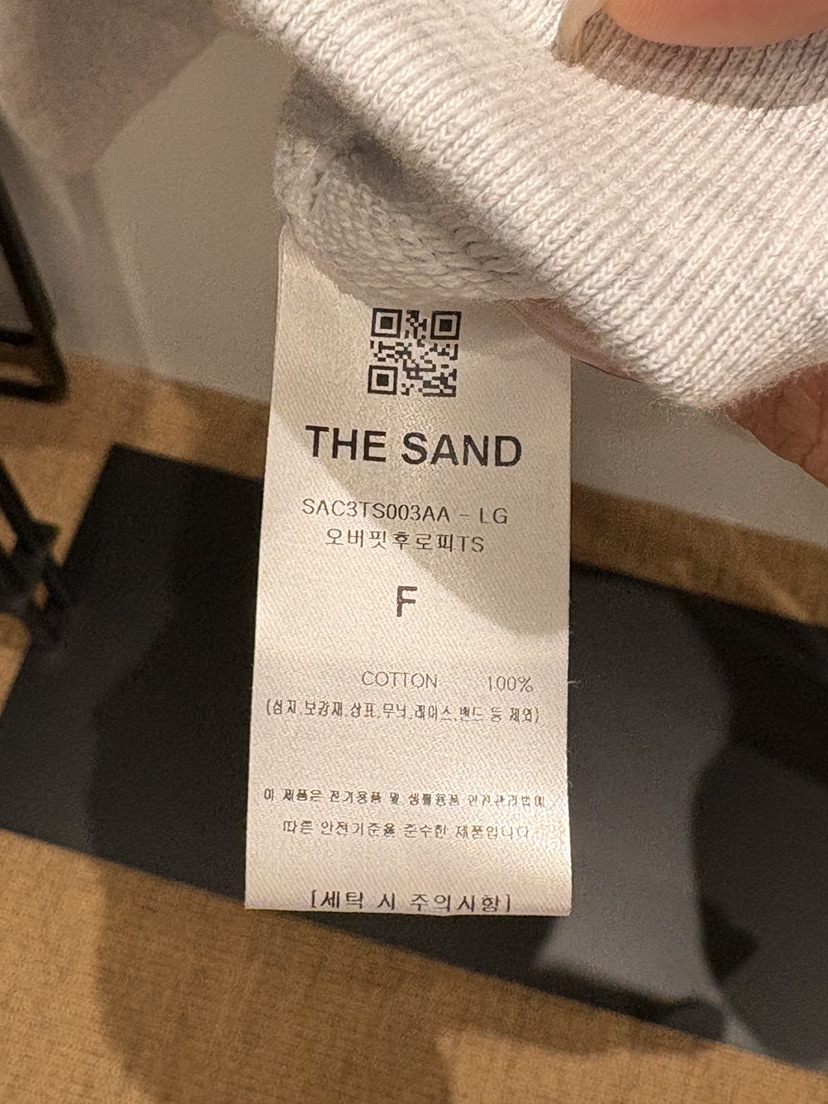 THE SAND
SAC3TS003AA - LG
오버핏후로피TS
F
COTTON 100%
(심지,보강재,상표,무늬,레이스,밴드 등 제외)
이 제품은 전기용품 및 생활용품 안전관리법에
따른 안전기준을 준수한 제품입니다
[세탁 시 주의사항]